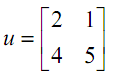 u = [2 1
4 5]